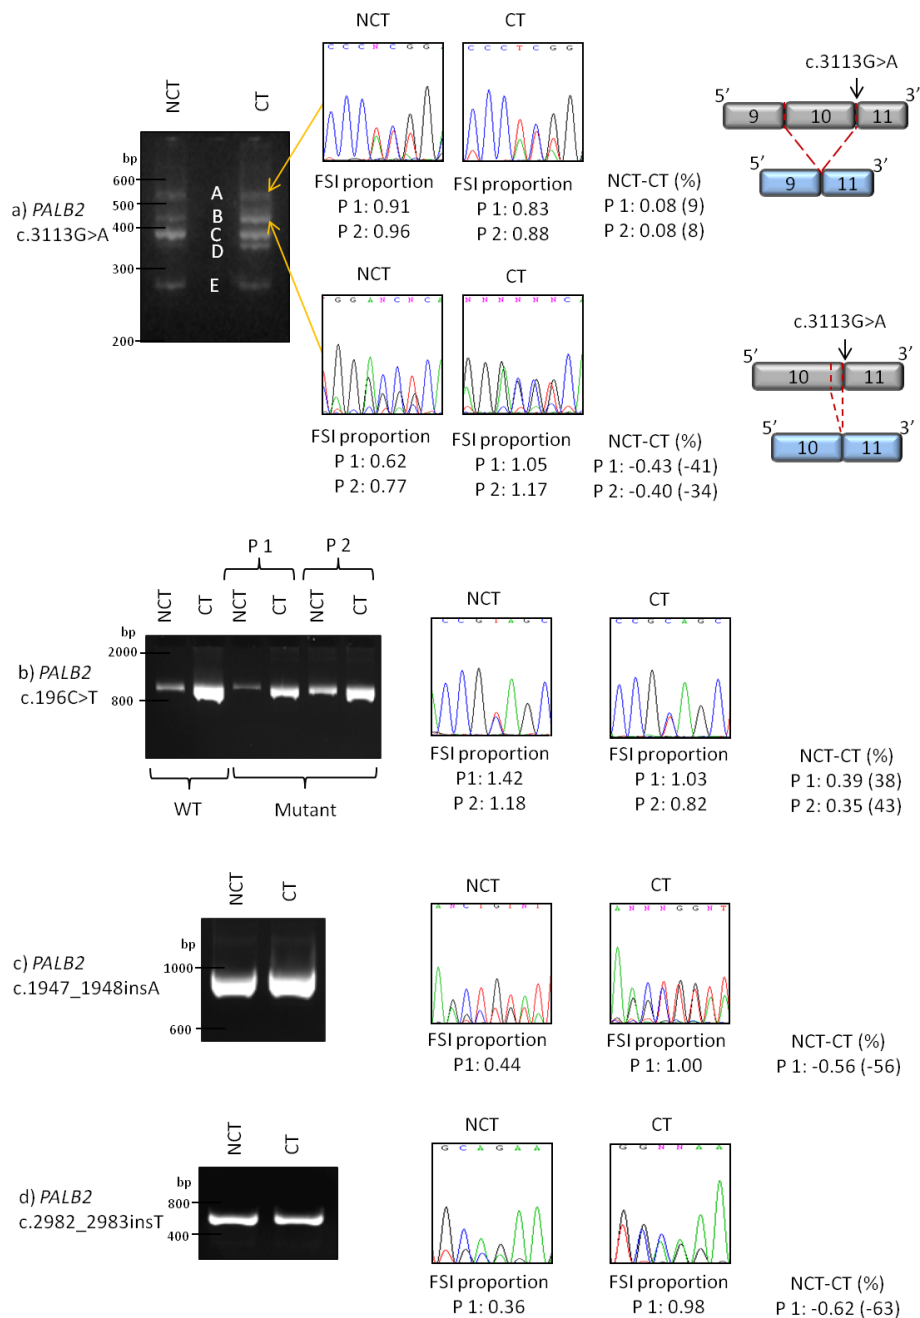 NCT
CT
bp
600
500
400
300
200
A
B
C
D
E
a) PALB2
c.3113G>A
NCT
C C C N C G G
FSI proportion
P 1: 0.91
P 2: 0.96
CT
C C C T C G G
FSI proportion
P 1: 0.83
P 2: 0.88
NCT-CT (%)
P 1: 0.08 (9)
P 2: 0.08 (8)
c.3113G>A
5’
3’
9
10
11
5’
3’
9
11
NCT
G G A N C N C A
FSI proportion
P 1: 0.62
P 2: 0.77
CT
N N N N N N C A
FSI proportion
P 1: 1.05
P 2: 1.17
NCT-CT (%)
P 1: -0.43 (-41)
P 2: -0.40 (-34)
c.3113G>A
5’
3’
10
11
5’
3’
10
11
P 1
P 2
NCT
CT
NCT
CT
NCT
CT
bp
2000
800
b) PALB2
c.196C>T
WT
Mutant
NCT
C C G T A G C
FSI proportion
P1: 1.42
P 2: 1.18
CT
C C G C A G C
FSI proportion
P 1: 1.03
P 2: 0.82
NCT-CT (%)
P 1: 0.39 (38)
P 2: 0.35 (43)
NCT
CT
bp
1000
600
c) PALB2
c.1947_1948insA
NCT
A N C T G T N T
FSI proportion
P1: 0.44
CT
A N N N G G N T
FSI proportion
P 1: 1.00
NCT-CT (%)
P 1: -0.56 (-56)
NCT
CT
bp
800
400
d) PALB2
c.2982_2983insT
NCT
G C A G A A
FSI proportion
P 1: 0.36
CT
G G N N A A
FSI proportion
P 1: 0.98
NCT-CT (%)
P 1: -0.62 (-63)